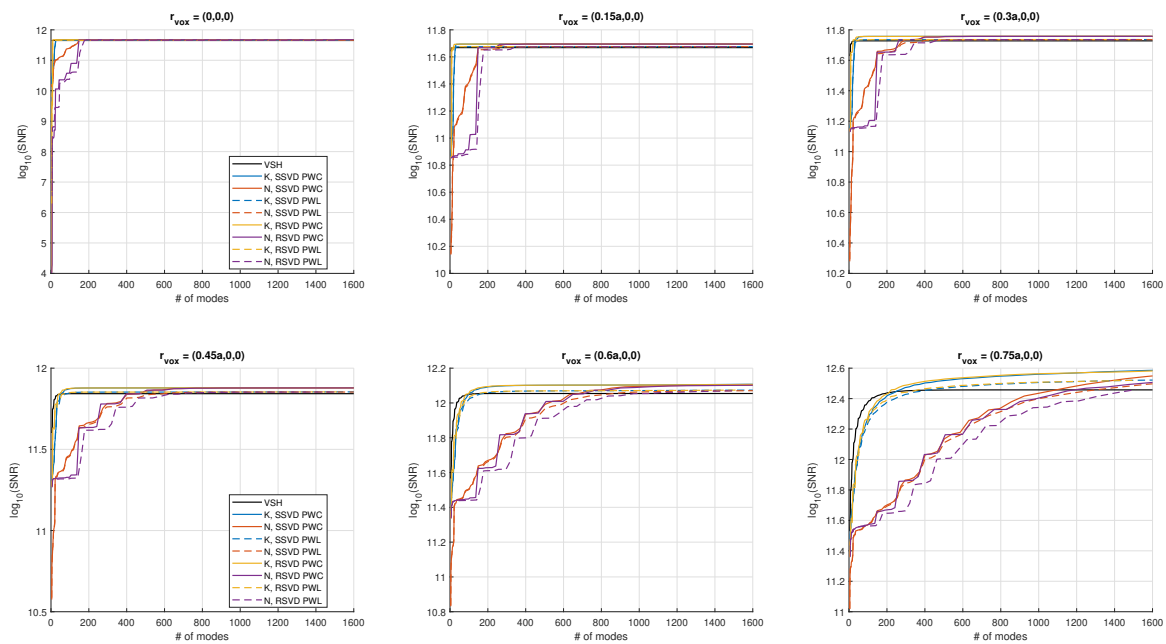 r_vox = (0,0,0)
log10(SNR)
12
11
10
9
8
7
6
5
4
0 200 400 600 800 1000 1200 1400 1600
# of modes
VSH
K, SSVD PWC
N, SSVD PWC
K, SSVD PWL
N, SSVD PWL
K, RSVD PWC
N, RSVD PWC
K, RSVD PWL
N, RSVD PWL
r_vox = (0.15a,0,0)
log10(SNR)
11.8
11.6
11.4
11.2
11
10.8
10.6
10.4
10.2
10
0 200 400 600 800 1000 1200 1400 1600
# of modes
r_vox = (0.3a,0,0)
log10(SNR)
11.8
11.6
11.4
11.2
11
10.8
10.6
10.4
10.2
0 200 400 600 800 1000 1200 1400 1600
# of modes
r_vox = (0.45a,0,0)
log10(SNR)
12
11.5
11
10.5
0 200 400 600 800 1000 1200 1400 1600
# of modes
VSH
K, SSVD PWC
N, SSVD PWC
K, SSVD PWL
N, SSVD PWL
K, RSVD PWC
N, RSVD PWC
K, RSVD PWL
N, RSVD PWL
r_vox = (0.6a,0,0)
log10(SNR)
12.2
12
11.8
11.6
11.4
11.2
11
10.8
0 200 400 600 800 1000 1200 1400 1600
# of modes
r_vox = (0.75a,0,0)
log10(SNR)
12.6
12.4
12.2
12
11.8
11.6
11.4
11.2
11
0 200 400 600 800 1000 1200 1400 1600
# of modes